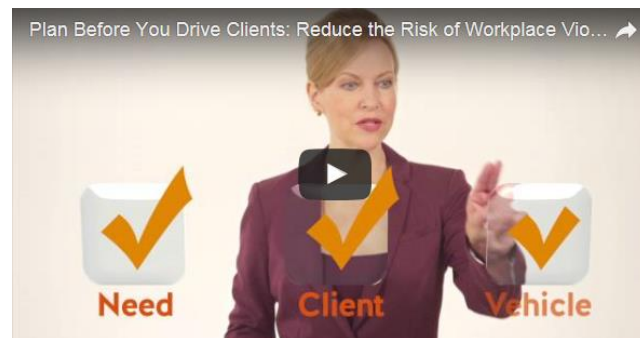 Plan Before You Drive Clients: Reduce the Risk of Workplace Vio...
Need
Client
Vehicle